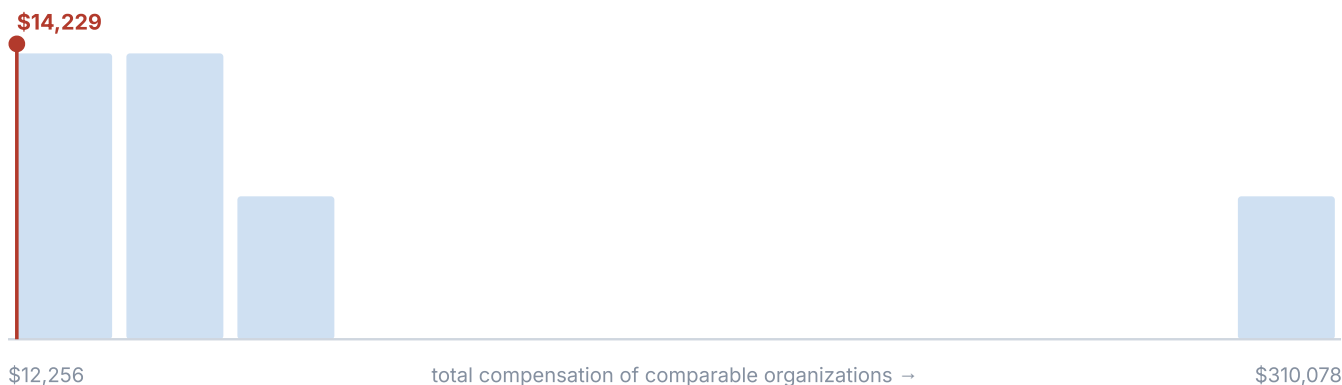 $14,229
$12,256 total compensation of comparable organizations → $310,078